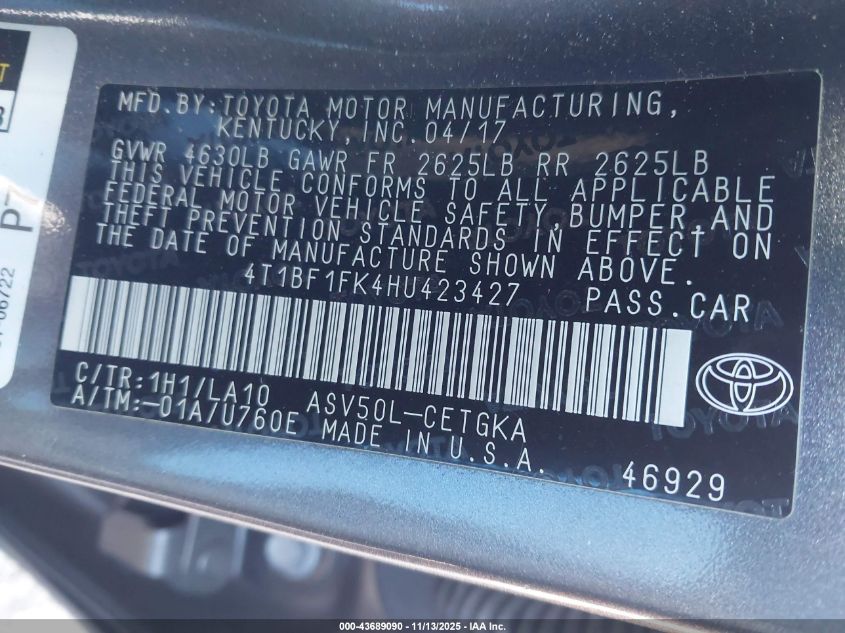 MFD.BY:TOYOTA MOTOR MANUFACTURING,
KENTUCKY,INC.04/17
GVWR 4630LB GAWR FR 2625LB RR 2625LB
THIS VEHICLE CONFORMS TO ALL APPLICABLE
FEDERAL MOTOR VEHICLE SAFETY,BUMPER,AND
THEFT PREVENTION STANDARDS IN EFFECT ON
THE DATE OF MANUFACTURE SHOWN ABOVE.
4T1BF1FK4HU423427 PASS.CAR
C/TR:1H1/LA10 ASV50L-CETGKA
A/TM:-01A/U760E MADE IN U.S.A.
46929
000-43689090 - 11/13/2025 - IAA, LLC.